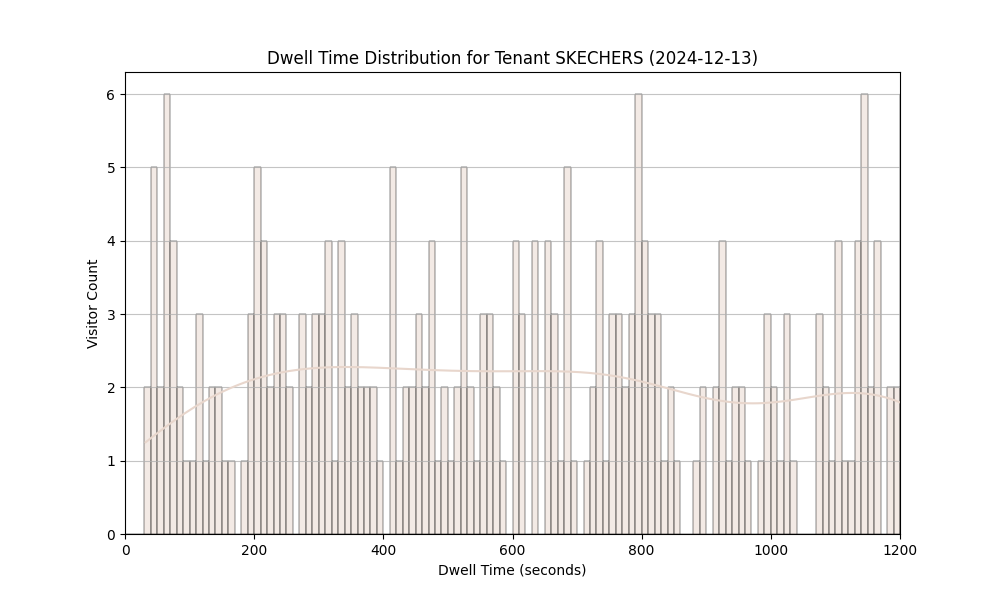 Dwell Time Distribution for Tenant SKECHERS (2024-12-13)
6
5
4
3
2
1
0
Visitor Count
0 200 400 600 800 1000 1200
Dwell Time (seconds)